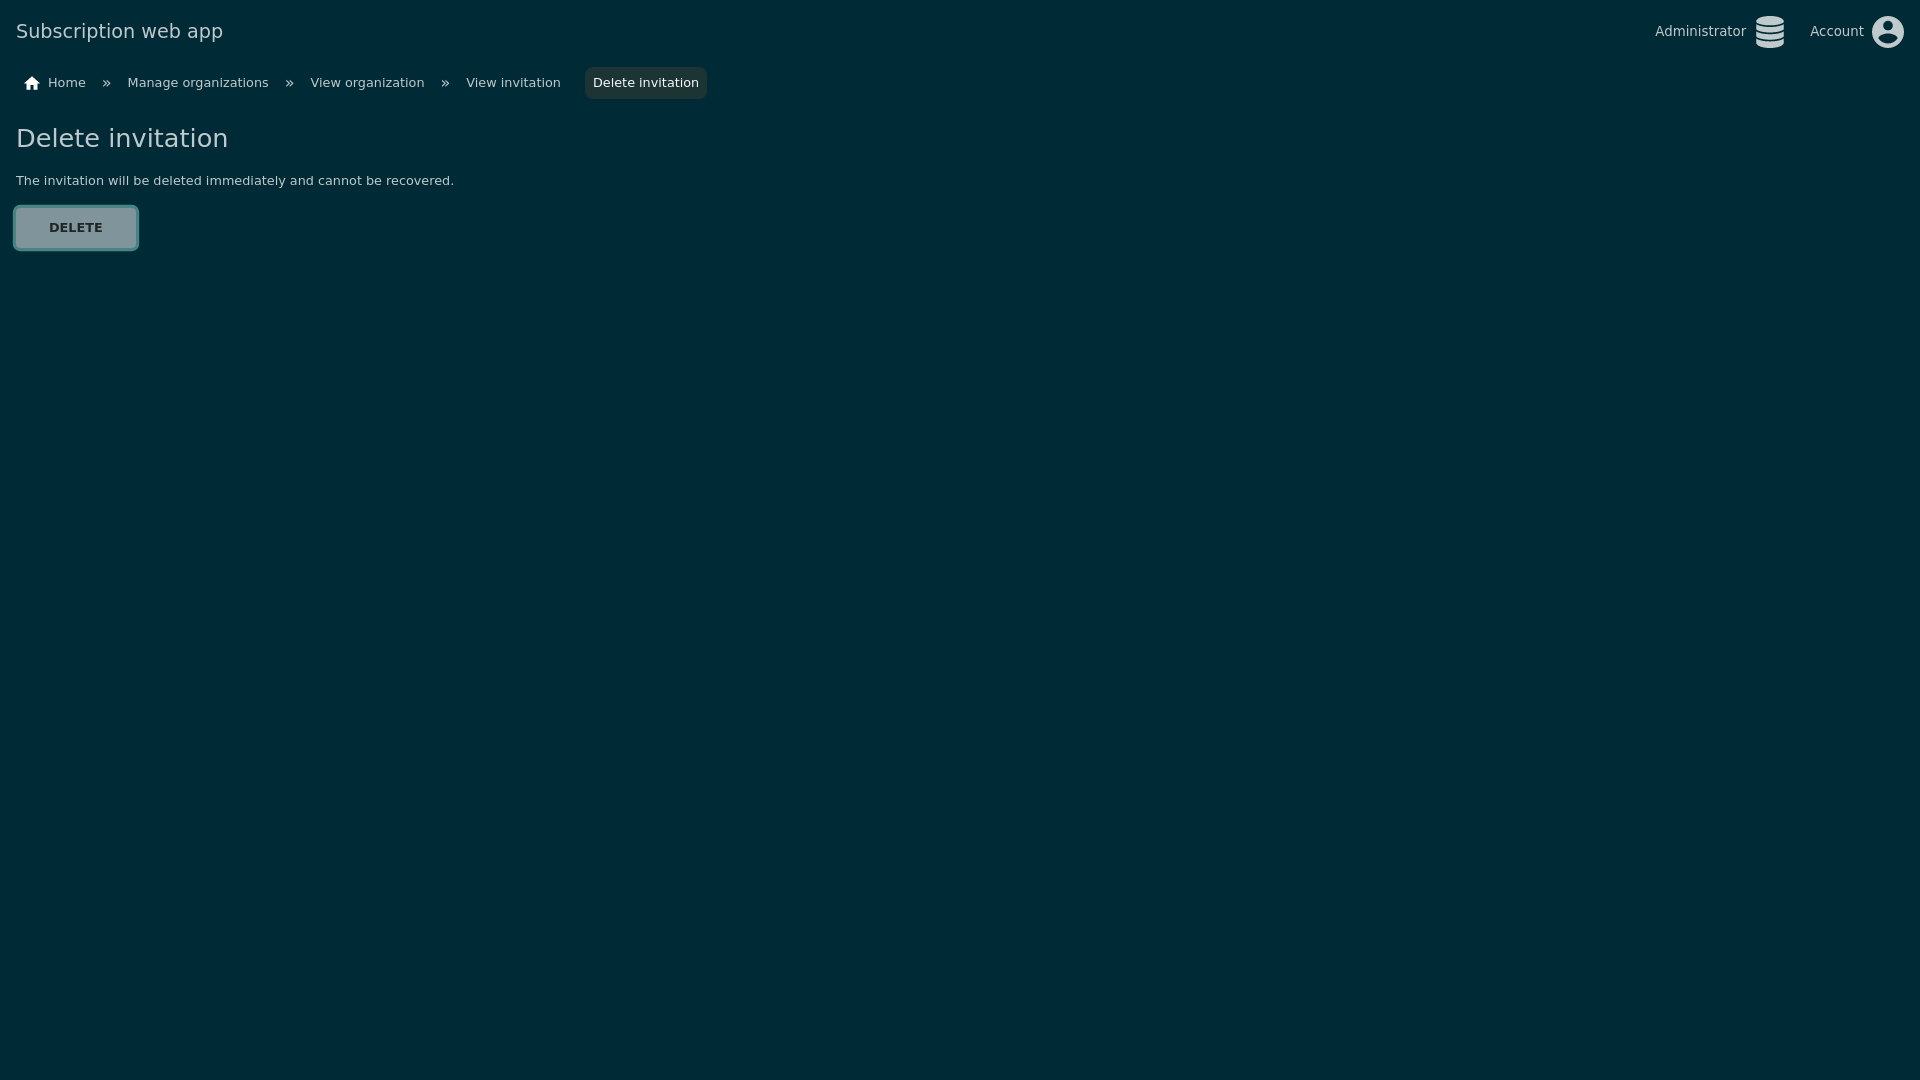 Subscription web app
Administrator
Account
Home » Manage organizations » View organization » View invitation Delete invitation
Delete invitation
The invitation will be deleted immediately and cannot be recovered.
DELETE